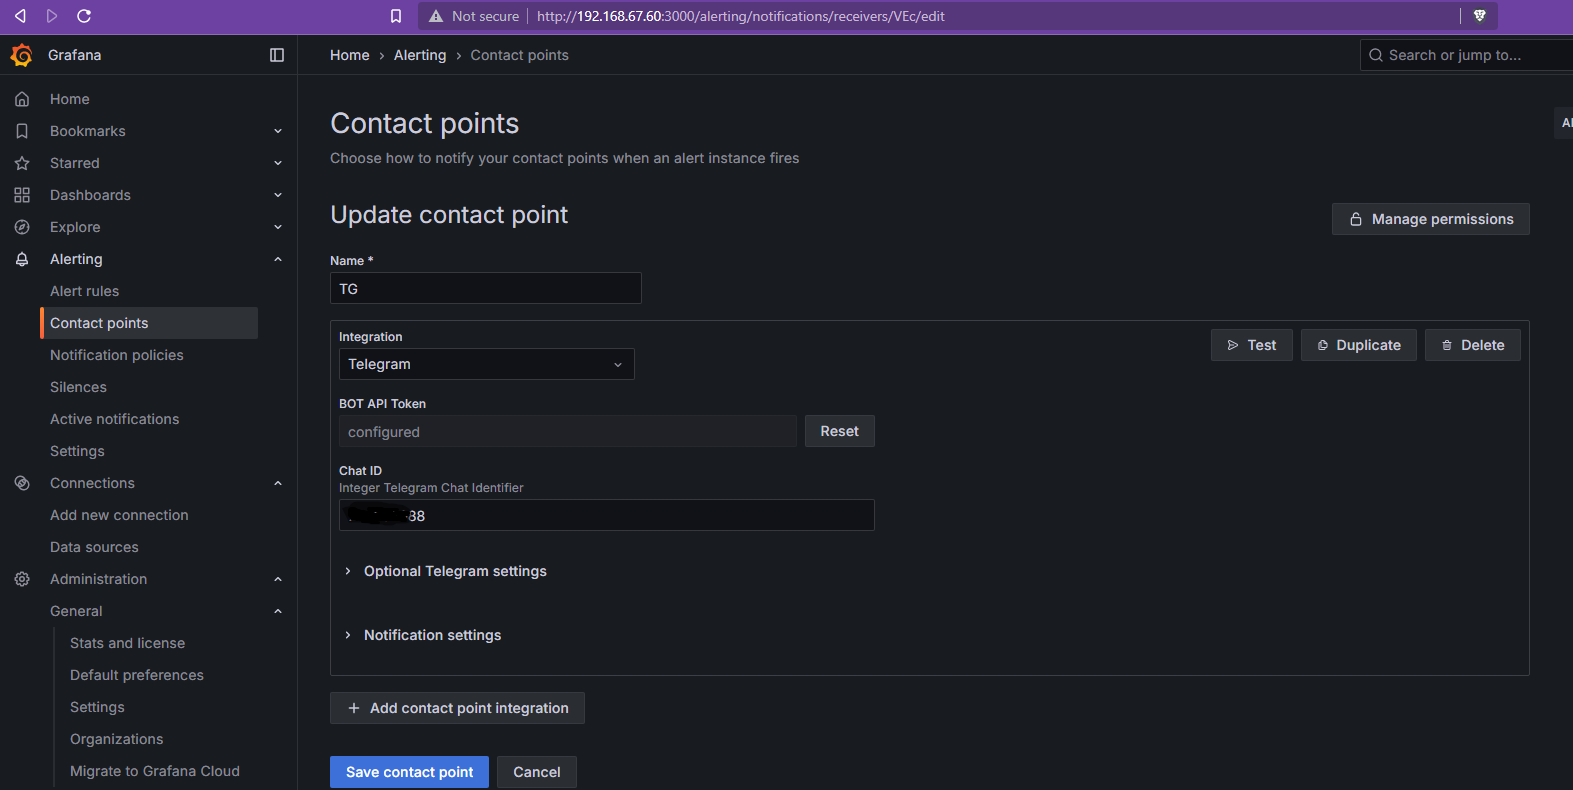 Not secure http://192.168.67.60:3000/alerting/notifications/receivers/VEc/edit
Grafana
Home › Alerting › Contact points
Search or jump to...
Home
Bookmarks
Starred
Dashboards
Explore
Alerting
Alert rules
Contact points
Notification policies
Silences
Active notifications
Settings
Connections
Add new connection
Data sources
Administration
General
Stats and license
Default preferences
Settings
Organizations
Migrate to Grafana Cloud
Contact points
Choose how to notify your contact points when an alert instance fires
Update contact point
Manage permissions
Name *
TG
Integration
Telegram
Test
Duplicate
Delete
BOT API Token
configured
Reset
Chat ID
Integer Telegram Chat Identifier
88
Optional Telegram settings
Notification settings
Add contact point integration
Save contact point
Cancel